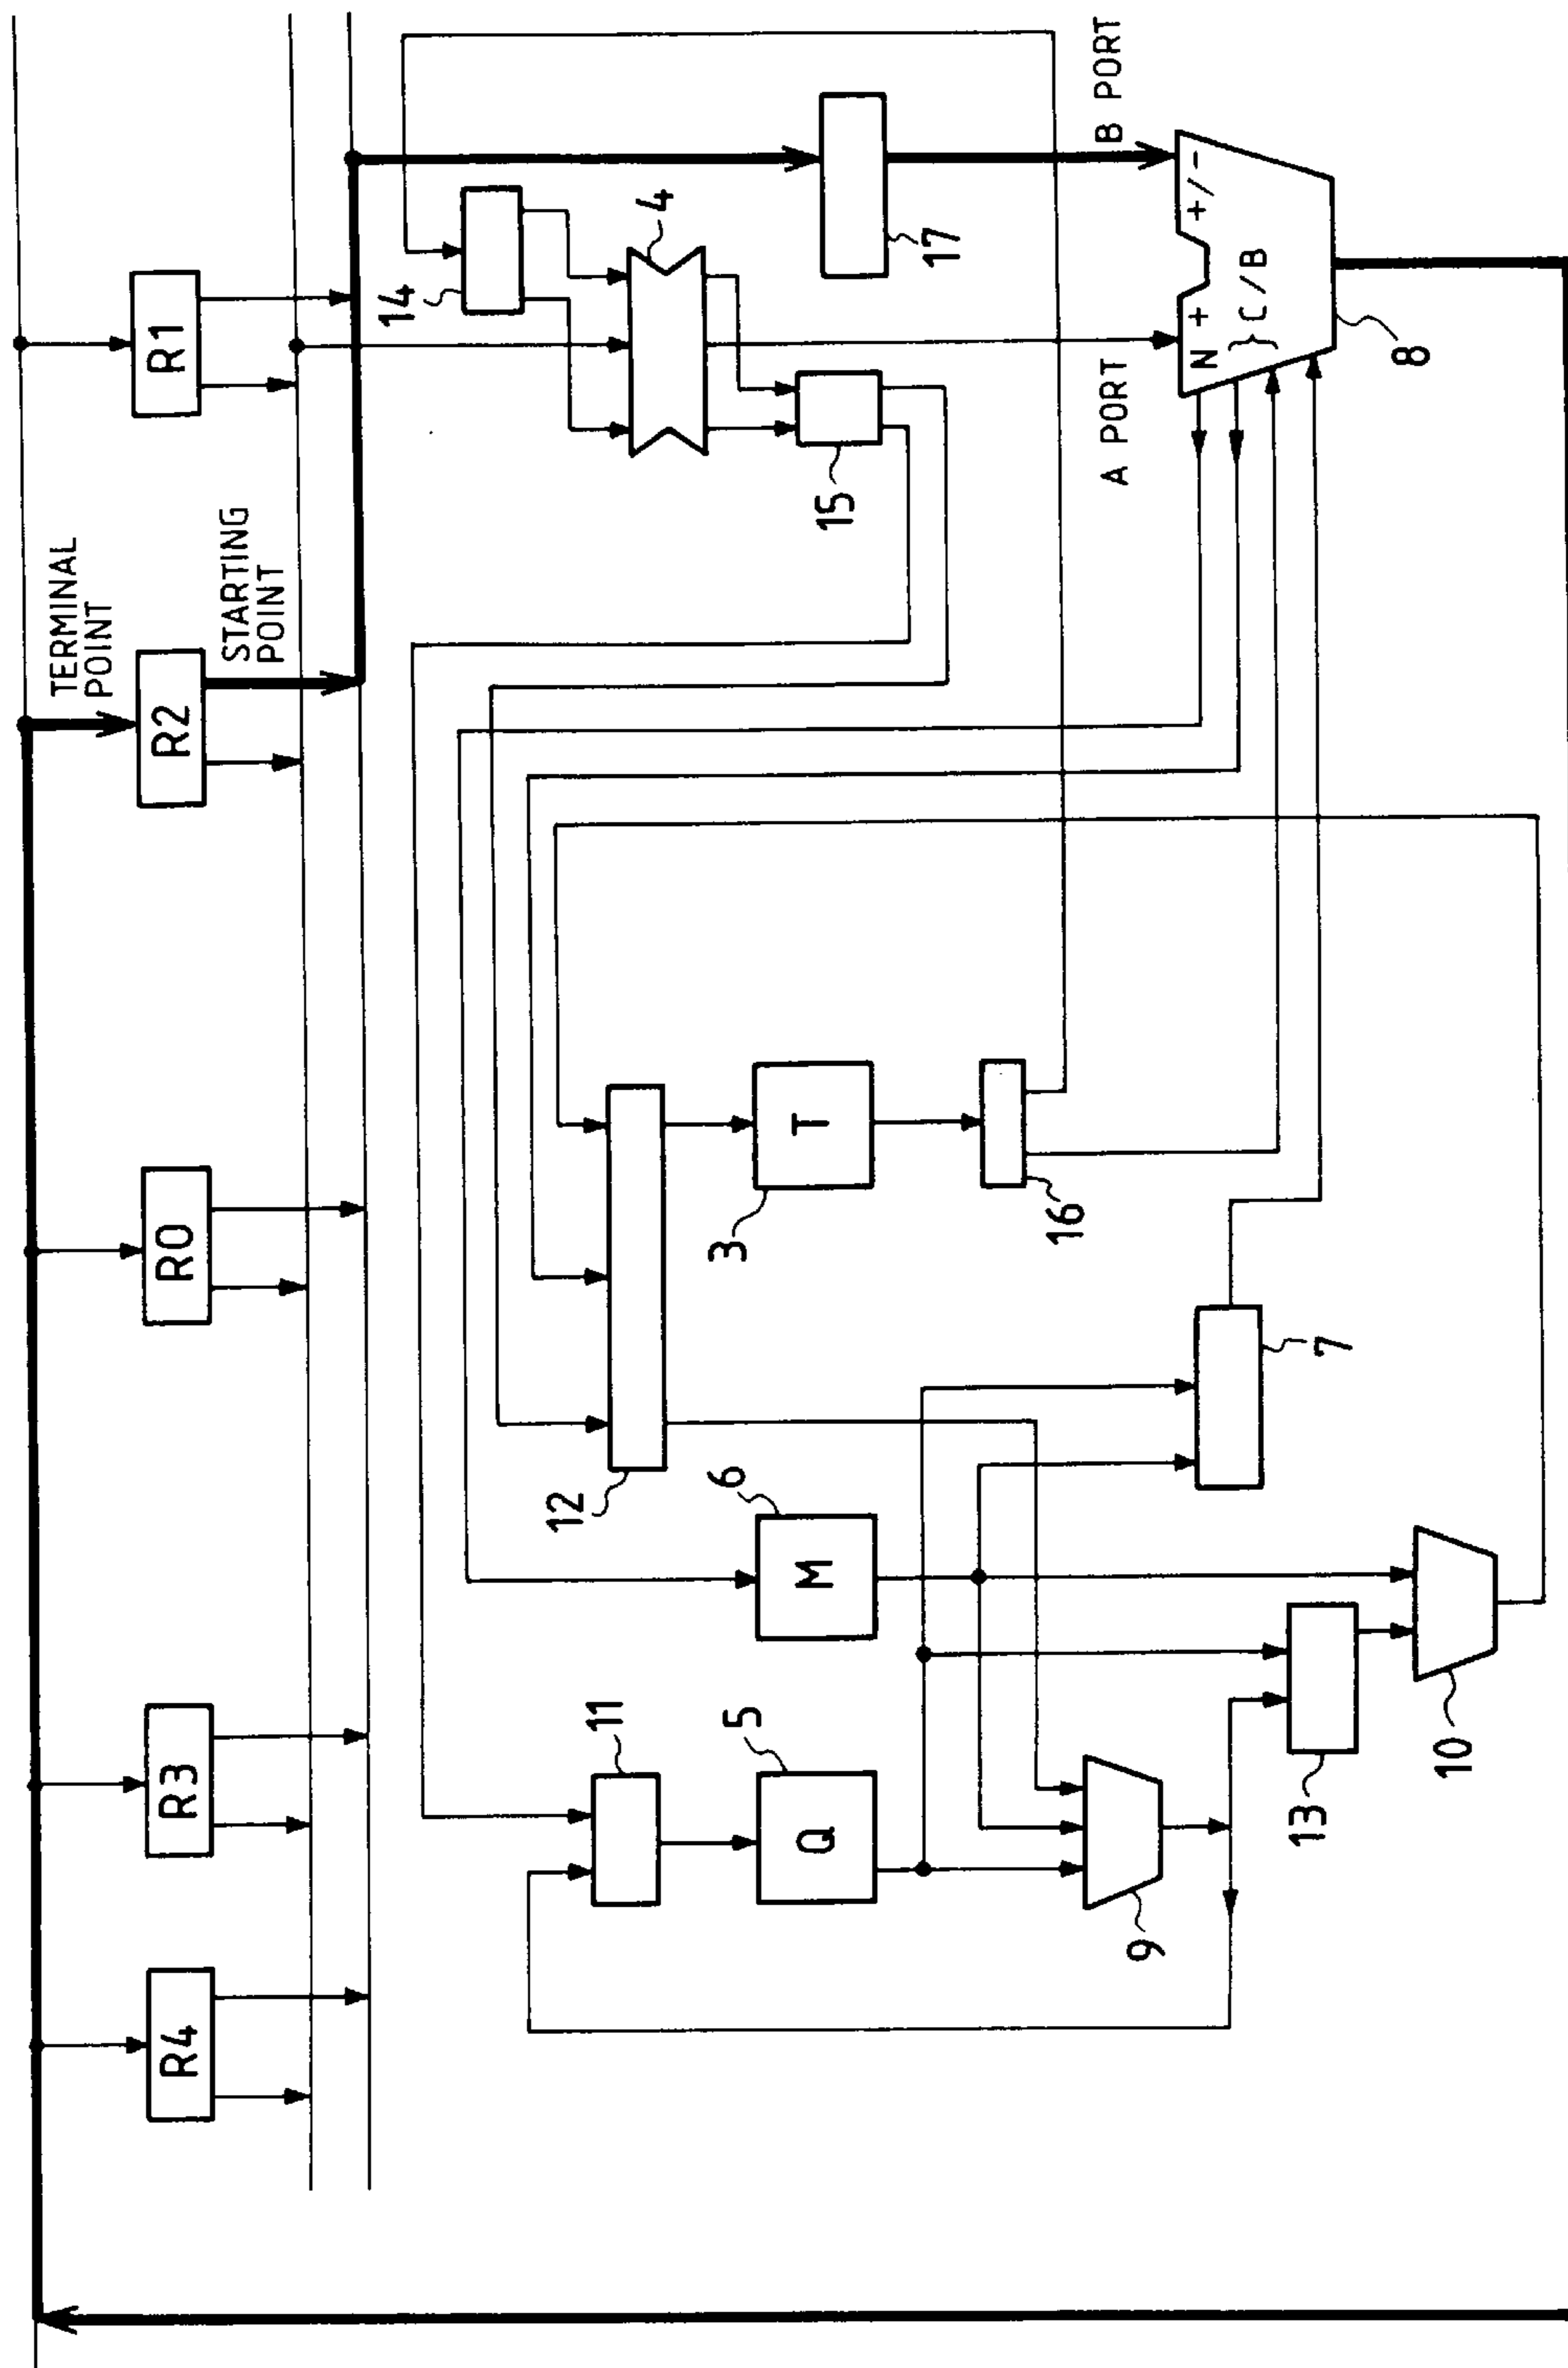 R4
R3
R0
R2
R1
TERMINAL
POINT
STARTING
POINT
14
4
11
12
6
15
17
5
Q
M
3
T
16
A PORT
B PORT
9
13
7
N
+
+/-
}C/B
10
8